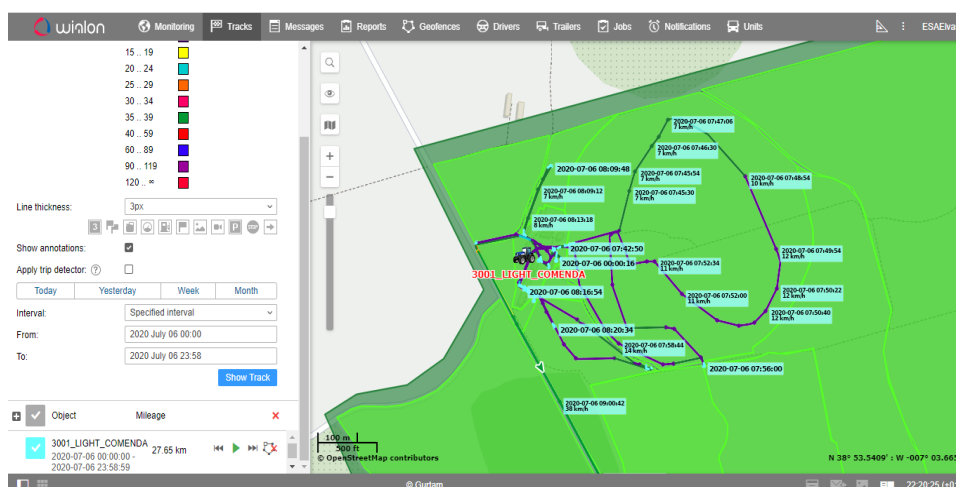 wialon Monitoring Tracks Messages Reports Geofences Drivers Trailers Jobs Notifications Units
15 .. 19
20 .. 24
25 .. 29
30 .. 34
35 .. 39
40 .. 59
60 .. 89
90 .. 119
120 .. ∞
Line thickness: 3px
Show annotations:
Apply trip detector:
Today Yesterday Week Month
Interval: Specified interval
From: 2020 July 06 00:00
To: 2020 July 06 23:58
Show Track
Object Mileage
3001_LIGHT_COMENDA 27.65 km
2020-07-06 00:00:00 -
2020-07-06 23:58:59
2020-07-06 07:47:06
7 km/h
2020-07-06 07:46:30
7 km/h
2020-07-06 08:09:48
2020-07-06 07:45:54
7 km/h
2020-07-06 07:48:54
10 km/h
2020-07-06 08:09:12
7 km/h
2020-07-06 07:45:30
7 km/h
2020-07-06 08:13:18
8 km/h
2020-07-06 07:42:50
2020-07-06 07:49:54
12 km/h
2020-07-06 00:00:16
2020-07-06 07:52:34
11 km/h
3001_LIGHT_COMENDA
2020-07-06 08:16:54
2020-07-06 07:52:00
11 km/h
2020-07-06 07:50:22
12 km/h
2020-07-06 07:50:40
12 km/h
2020-07-06 08:20:34
2020-07-06 07:58:44
14 km/h
2020-07-06 07:56:00
2020-07-06 09:00:42
38 km/h
100 m
500 ft
© OpenStreetMap contributors
N 38° 53.5409' : W -007° 03.665
© Gurtam